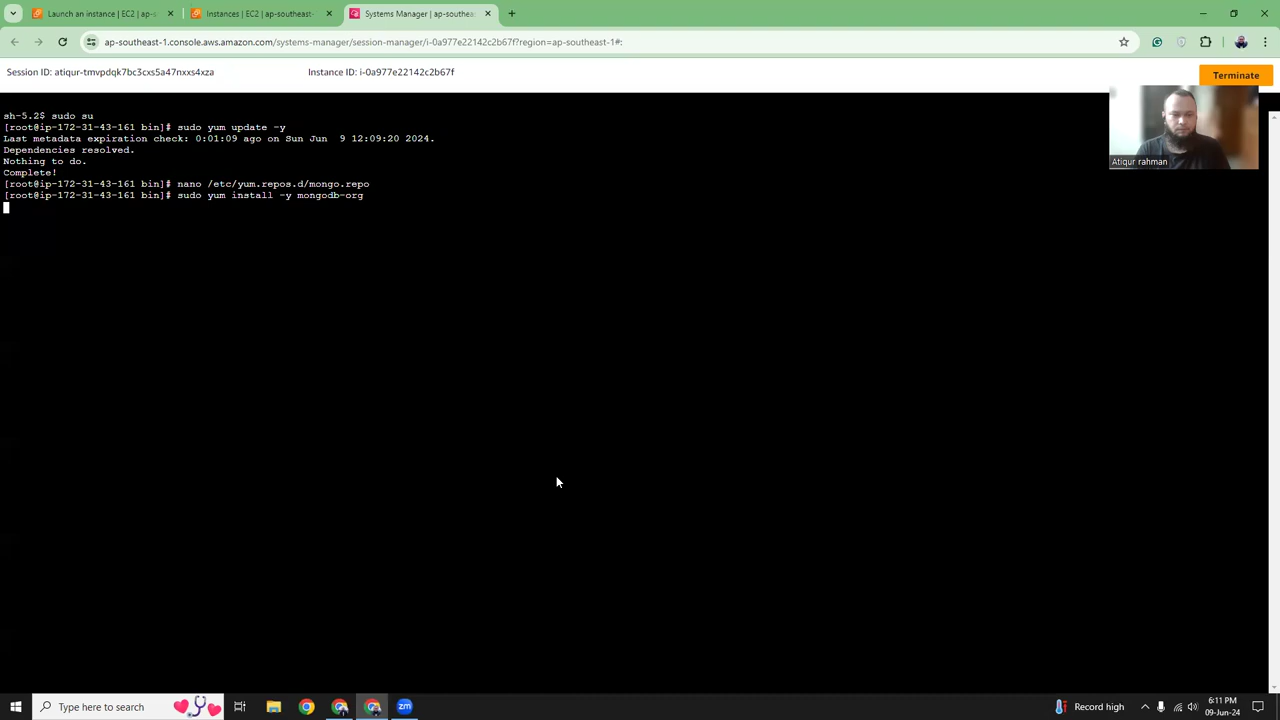 Launch an instance | EC2 | ap-s
Instances | EC2 | ap-southeast-
Systems Manager | ap-southeas
ap-southeast-1.console.aws.amazon.com/systems-manager/session-manager/i-0a977e22142c2b67f?region=ap-southeast-1#:
Session ID: atiqur-tmvpdqk7bc3cxs5a47nxxs4xza
Instance ID: i-0a977e22142c2b67f
Terminate
sh-5.2$ sudo su
[root@ip-172-31-43-161 bin]# sudo yum update -y
Last metadata expiration check: 0:01:09 ago on Sun Jun  9 12:09:20 2024.
Dependencies resolved.
Nothing to do.
Complete!
[root@ip-172-31-43-161 bin]# nano /etc/yum.repos.d/mongo.repo
[root@ip-172-31-43-161 bin]# sudo yum install -y mongodb-org
Atiqur rahman
Type here to search
zm
Record high
6:11 PM
09-Jun-24